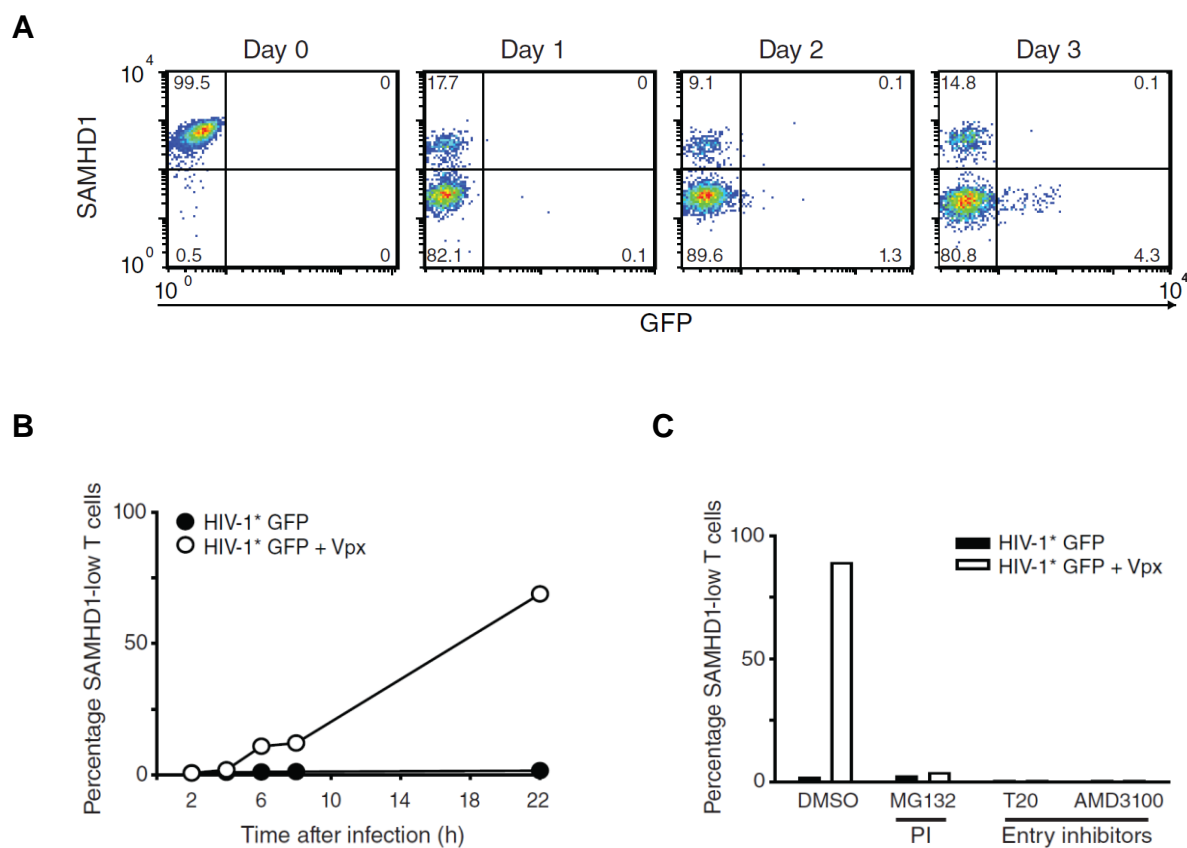 A
Day 0 Day 1 Day 2 Day 3
10⁴ 99.5 0 17.7 0 9.1 0.1 14.8 0.1
SAMHD1
10⁰ 0.5 0 82.1 0.1 89.6 1.3 80.8 4.3
10⁰ 10⁴
GFP
B
Percentage SAMHD1-low T cells
100
50
0
HIV-1* GFP
HIV-1* GFP + Vpx
2 6 10 14 18 22
Time after infection (h)
C
Percentage SAMHD1-low T cells
100
50
0
HIV-1* GFP
HIV-1* GFP + Vpx
DMSO MG132 T20 AMD3100
PI Entry inhibitors